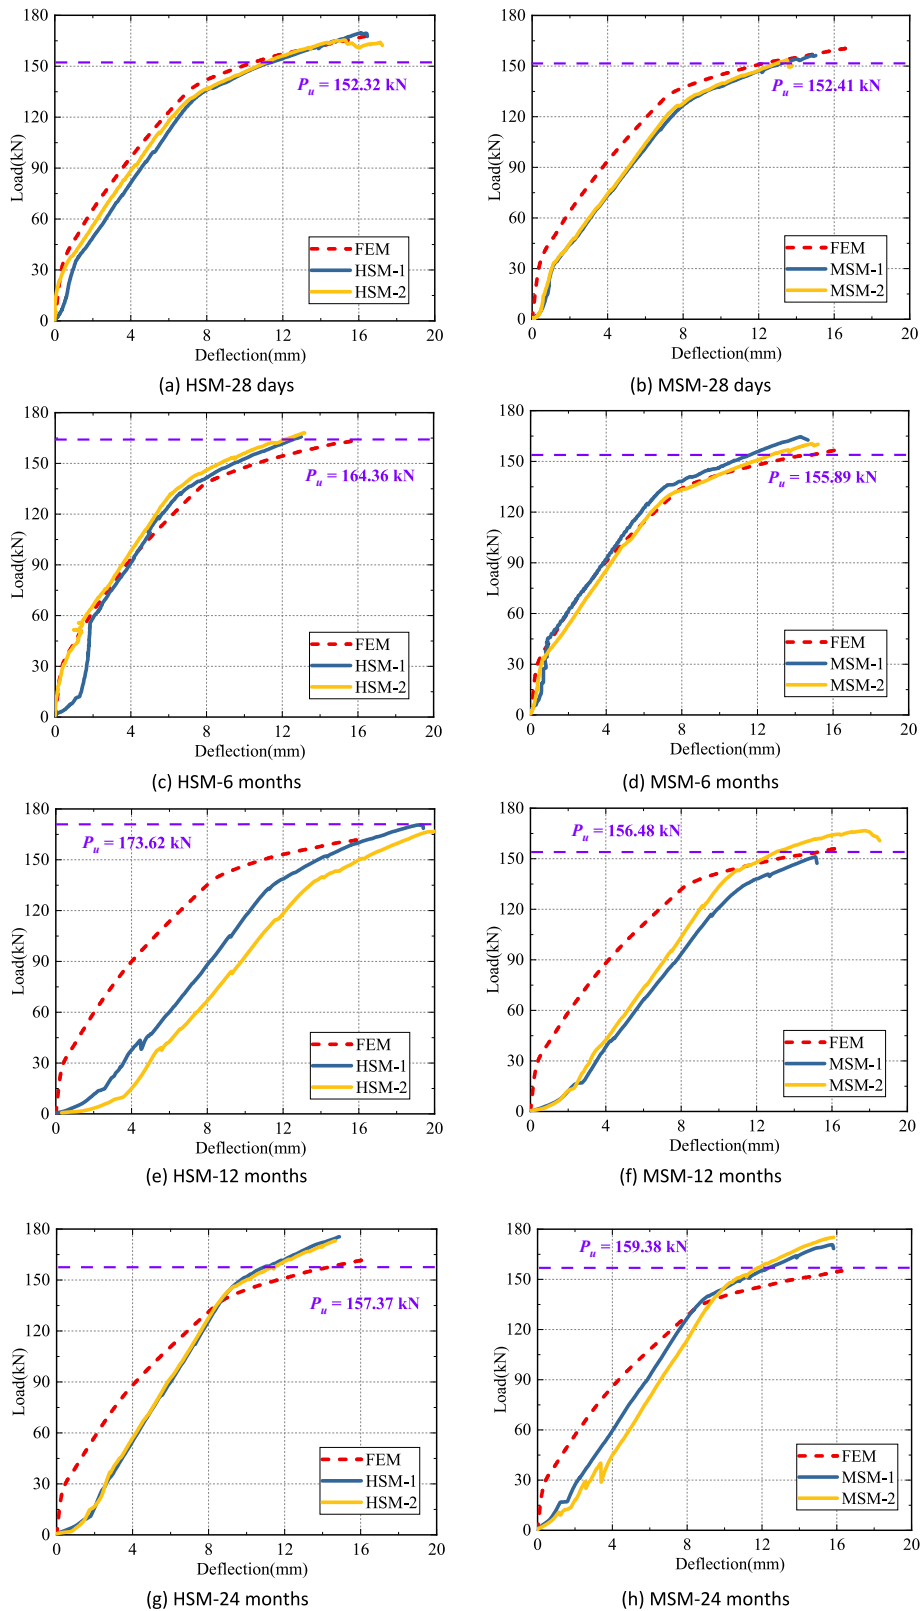 180
150
120
90
60
30
0
Load(kN)
Pu = 152.32 kN
FEM
HSM-1
HSM-2
0 4 8 12 16 20
Deflection(mm)
(a) HSM-28 days
180
150
120
90
60
30
0
Load(kN)
Pu = 152.41 kN
FEM
MSM-1
MSM-2
0 4 8 12 16 20
Deflection(mm)
(b) MSM-28 days
180
150
120
90
60
30
0
Load(kN)
Pu = 164.36 kN
FEM
HSM-1
HSM-2
0 4 8 12 16 20
Deflection(mm)
(c) HSM-6 months
180
150
120
90
60
30
0
Load(kN)
Pu = 155.89 kN
FEM
MSM-1
MSM-2
0 4 8 12 16 20
Deflection(mm)
(d) MSM-6 months
180
150
120
90
60
30
0
Load(kN)
Pu = 173.62 kN
FEM
HSM-1
HSM-2
0 4 8 12 16 20
Deflection(mm)
(e) HSM-12 months
180
150
120
90
60
30
0
Load(kN)
Pu = 156.48 kN
FEM
MSM-1
MSM-2
0 4 8 12 16 20
Deflection(mm)
(f) MSM-12 months
180
150
120
90
60
30
0
Load(kN)
Pu = 157.37 kN
FEM
HSM-1
HSM-2
0 4 8 12 16 20
Deflection(mm)
(g) HSM-24 months
180
150
120
90
60
30
0
Load(kN)
Pu = 159.38 kN
FEM
MSM-1
MSM-2
0 4 8 12 16 20
Deflection(mm)
(h) MSM-24 months